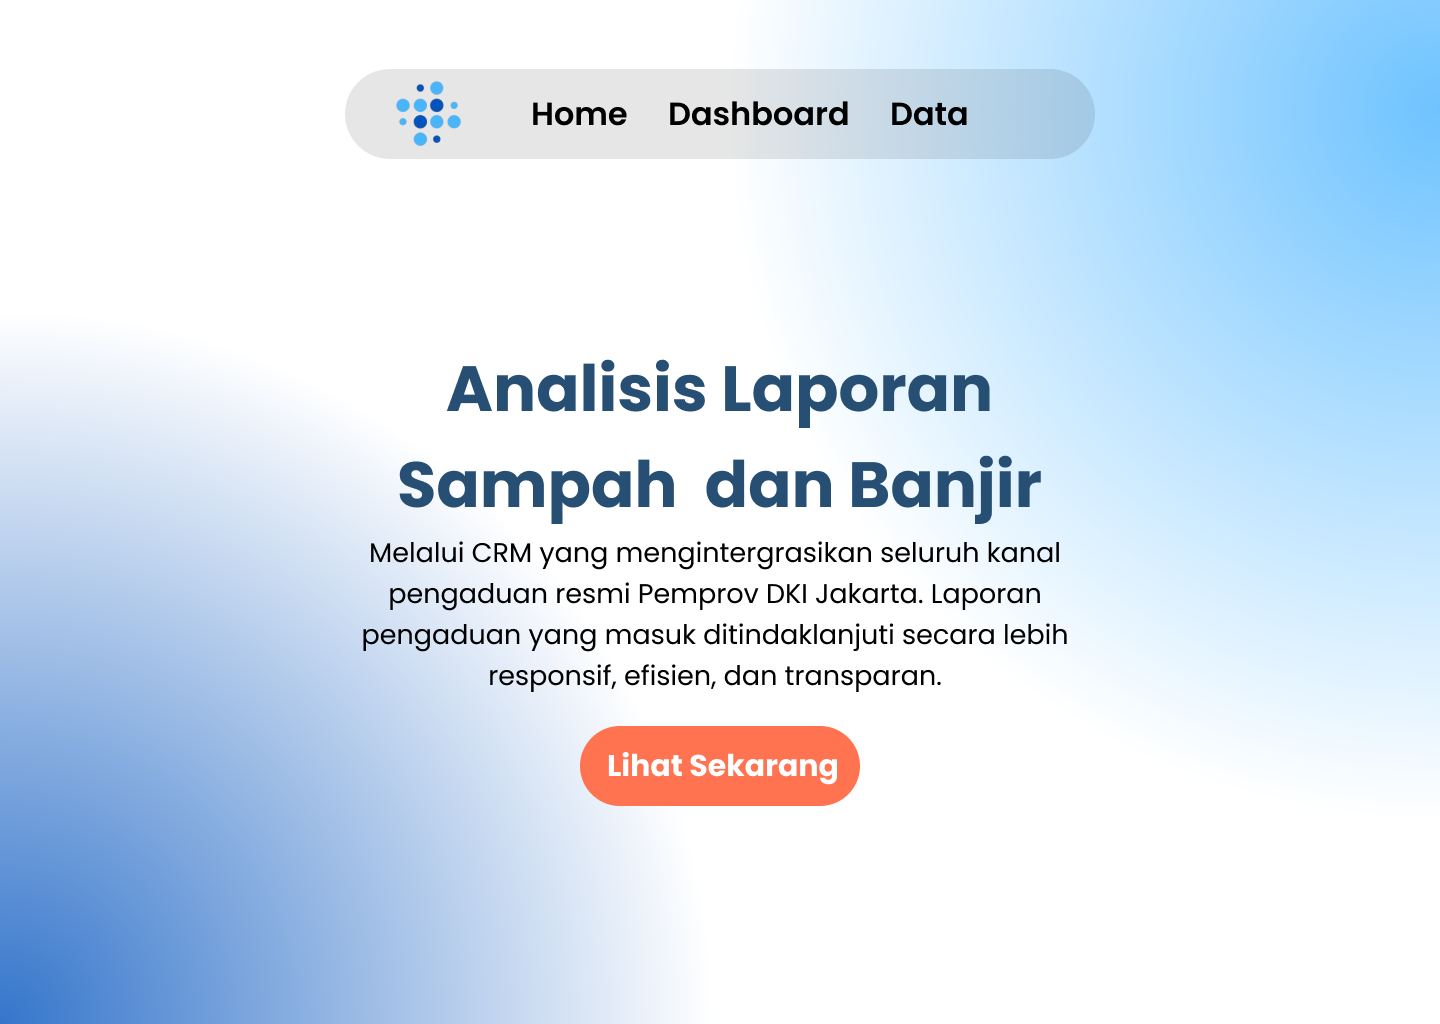 Home Dashboard Data
Analisis Laporan
Sampah dan Banjir
Melalui CRM yang mengintergrasikan seluruh kanal
pengaduan resmi Pemprov DKI Jakarta. Laporan
pengaduan yang masuk ditindaklanjuti secara lebih
responsif, efisien, dan transparan.
Lihat Sekarang